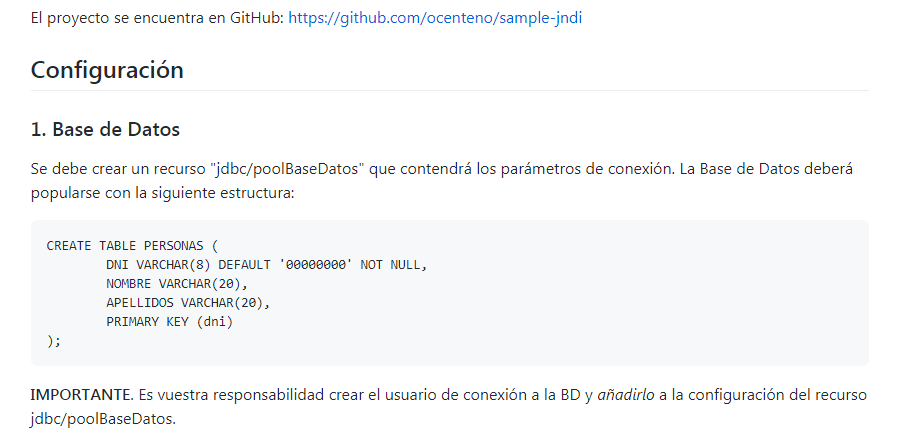 El proyecto se encuentra en GitHub: https://github.com/ocenteno/sample-jndi
Configuración
1. Base de Datos
Se debe crear un recurso "jdbc/poolBaseDatos" que contendrá los parámetros de conexión. La Base de Datos deberá
popularse con la siguiente estructura:
CREATE TABLE PERSONAS (
        DNI VARCHAR(8) DEFAULT '00000000' NOT NULL,
        NOMBRE VARCHAR(20),
        APELLIDOS VARCHAR(20),
        PRIMARY KEY (dni)
);
IMPORTANTE. Es vuestra responsabilidad crear el usuario de conexión a la BD y añadirlo a la configuración del recurso
jdbc/poolBaseDatos.